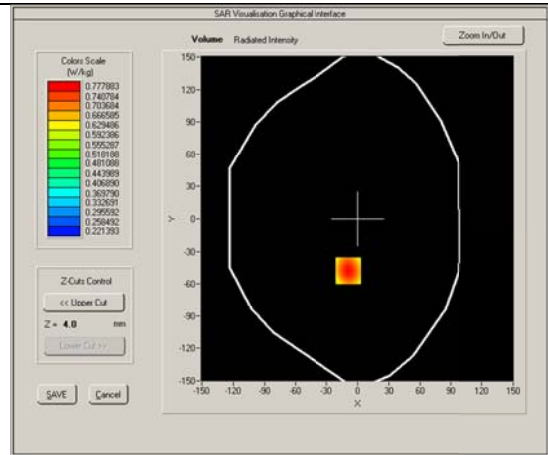 SAR Visualisation Graphical interface
Volume Radiated Intensity
Zoom In/Out
Colors Scale
(W/kg)
0.777883
0.740784
0.703684
0.666585
0.629486
0.592386
0.555287
0.518188
0.481088
0.443989
0.406890
0.369790
0.332691
0.295592
0.258492
0.221393
Z-Cuts Control
<< Upper Cut
Z = 4.0 mm
Lower Cut >>
SAVE Cancel
150
120
90
60
30
0
-30
-60
-90
-120
-150
Y
-150 -120 -90 -60 -30 0 30 60 90 120 150
X